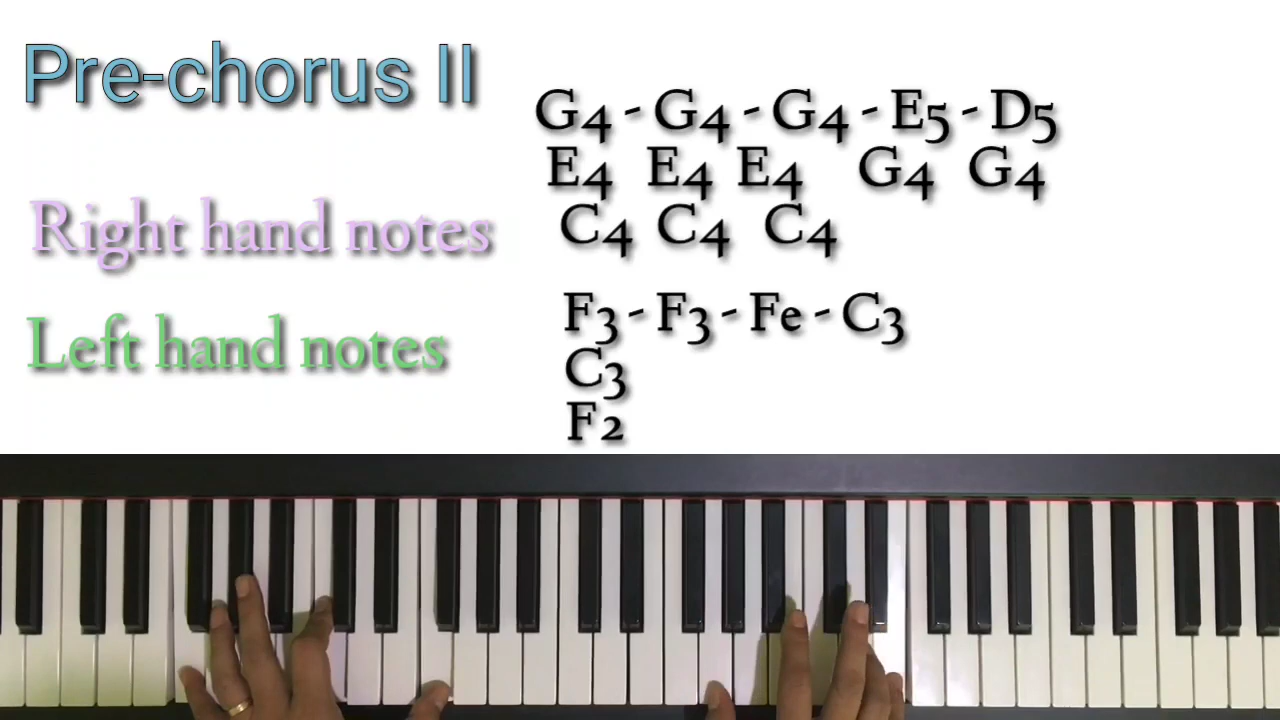 Pre-chorus II
G4 - G4 - G4 - E5 - D5
E4 E4 E4 G4 G4
C4 C4 C4
Right hand notes
F3 - F3 - Fe - C3
C3
F2
Left hand notes